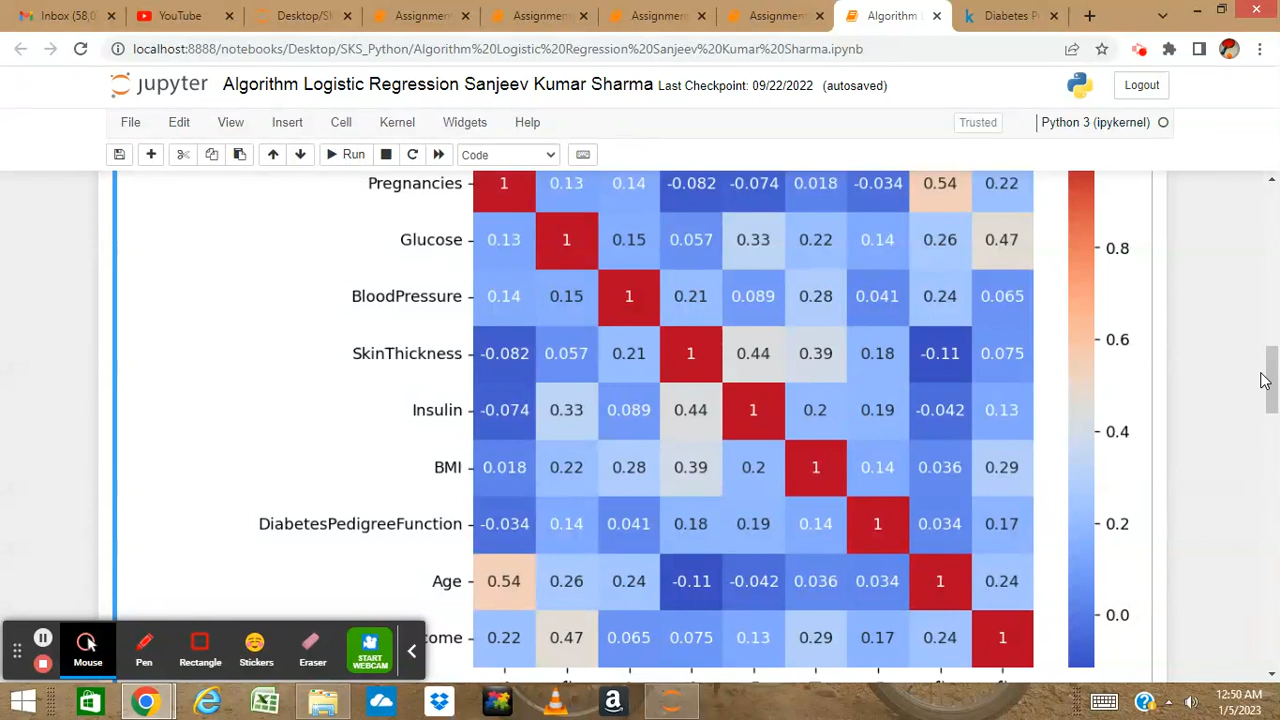 Inbox (58,0
YouTube
Desktop/Sk
Assignment
Assignmen
Assignmen
Assignmen
Algorithm
Diabetes P
localhost:8888/notebooks/Desktop/SKS_Python/Algorithm%20Logistic%20Regression%20Sanjeev%20Kumar%20Sharma.ipynb
jupyter Algorithm Logistic Regression Sanjeev Kumar Sharma Last Checkpoint: 09/22/2022 (autosaved) Logout
File Edit View Insert Cell Kernel Widgets Help Trusted Python 3 (ipykernel)
Run Code
Pregnancies 1 0.13 0.14 -0.082 -0.074 0.018 -0.034 0.54 0.22
0.8
Glucose 0.13 1 0.15 0.057 0.33 0.22 0.14 0.26 0.47
BloodPressure 0.14 0.15 1 0.21 0.089 0.28 0.041 0.24 0.065
0.6
SkinThickness -0.082 0.057 0.21 1 0.44 0.39 0.18 -0.11 0.075
Insulin -0.074 0.33 0.089 0.44 1 0.2 0.19 -0.042 0.13
0.4
BMI 0.018 0.22 0.28 0.39 0.2 1 0.14 0.036 0.29
DiabetesPedigreeFunction -0.034 0.14 0.041 0.18 0.19 0.14 1 0.034 0.17
0.2
Age 0.54 0.26 0.24 -0.11 -0.042 0.036 0.034 1 0.24
0.0
come 0.22 0.47 0.065 0.075 0.13 0.29 0.17 0.24 1
Mouse Pen Rectangle Stickers Eraser START WEBCAM
12:50 AM
1/5/2023